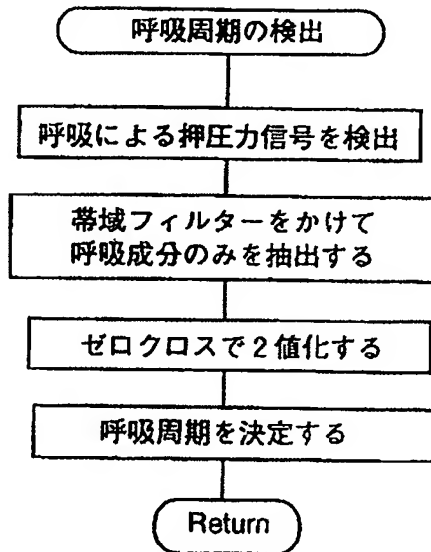 呼吸周期の検出
呼吸による押圧力信号を検出
帯域フィルターをかけて
呼吸成分のみを抽出する
ゼロクロスで2値化する
呼吸周期を決定する
Return